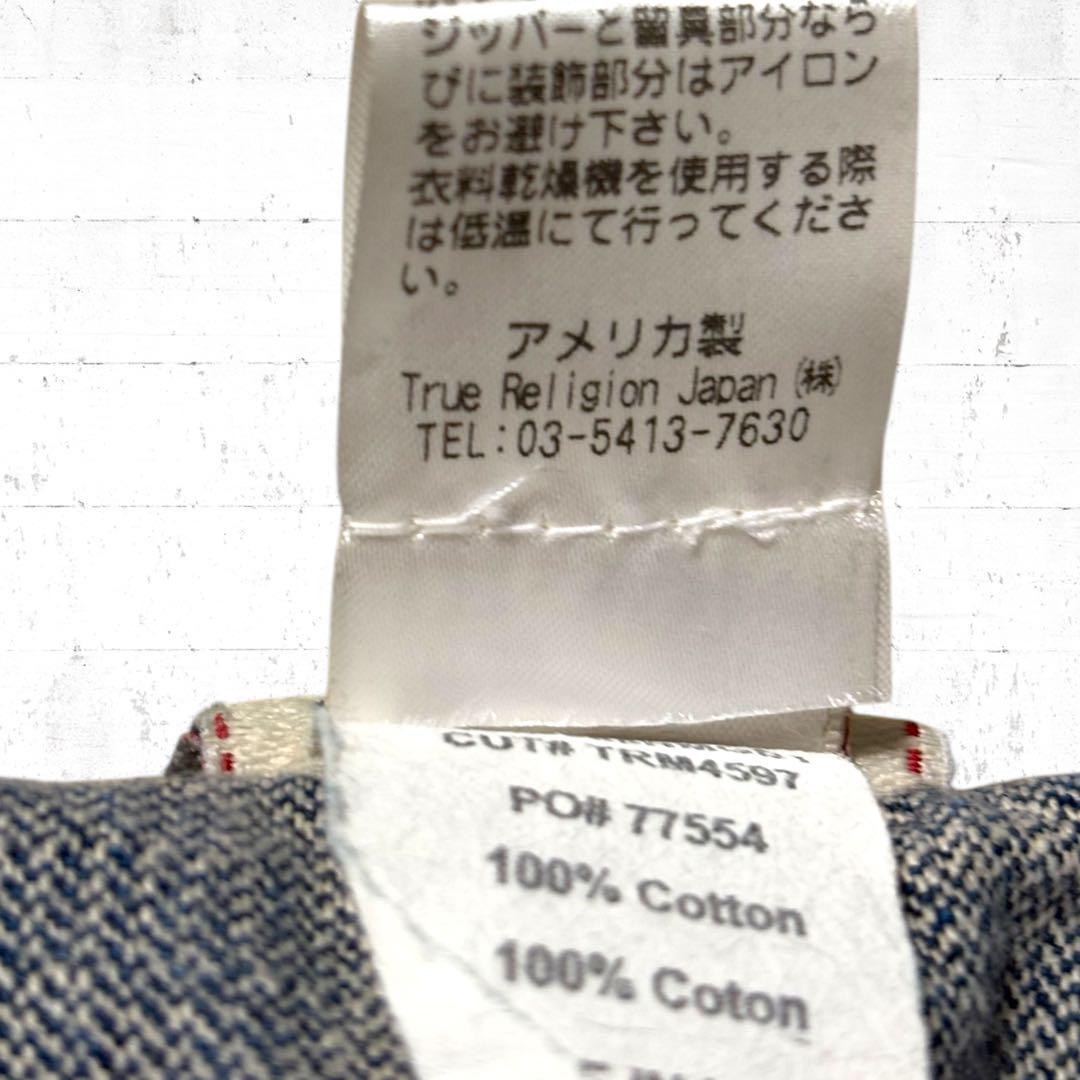 ジッパーと留具部分なら
びに装飾部分はアイロン
をお避け下さい。
衣料乾燥機を使用する際
は低温にて行ってくださ
い。
アメリカ製
True Religion Japan ㈱
TEL:03-5413-7630
CUT# TRM4597
PO# 77554
100% Cotton
100% Coton